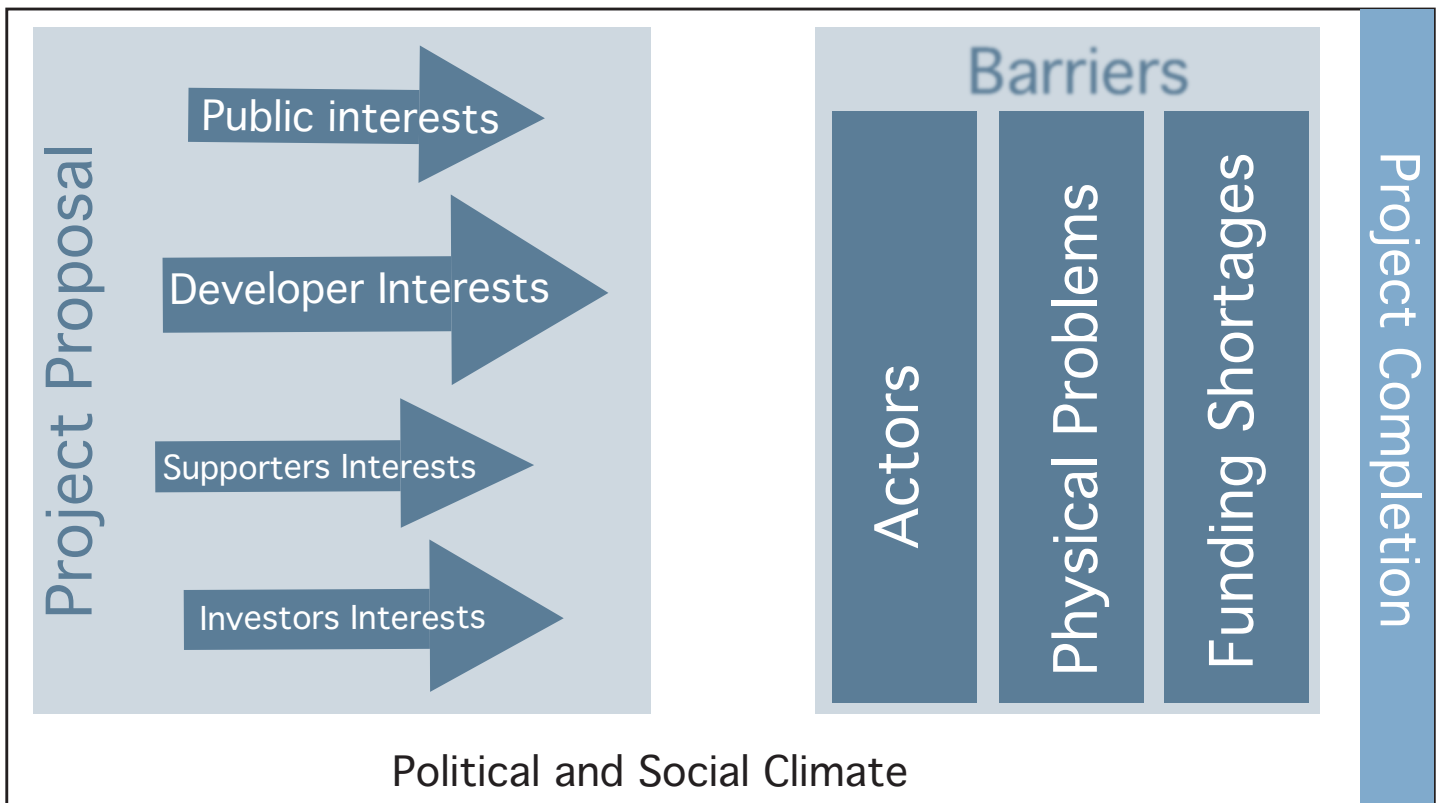 Project Proposal
Public interests
Developer Interests
Supporters Interests
Investors Interests
Barriers
Actors
Physical Problems
Funding Shortages
Project Completion
Political and Social Climate